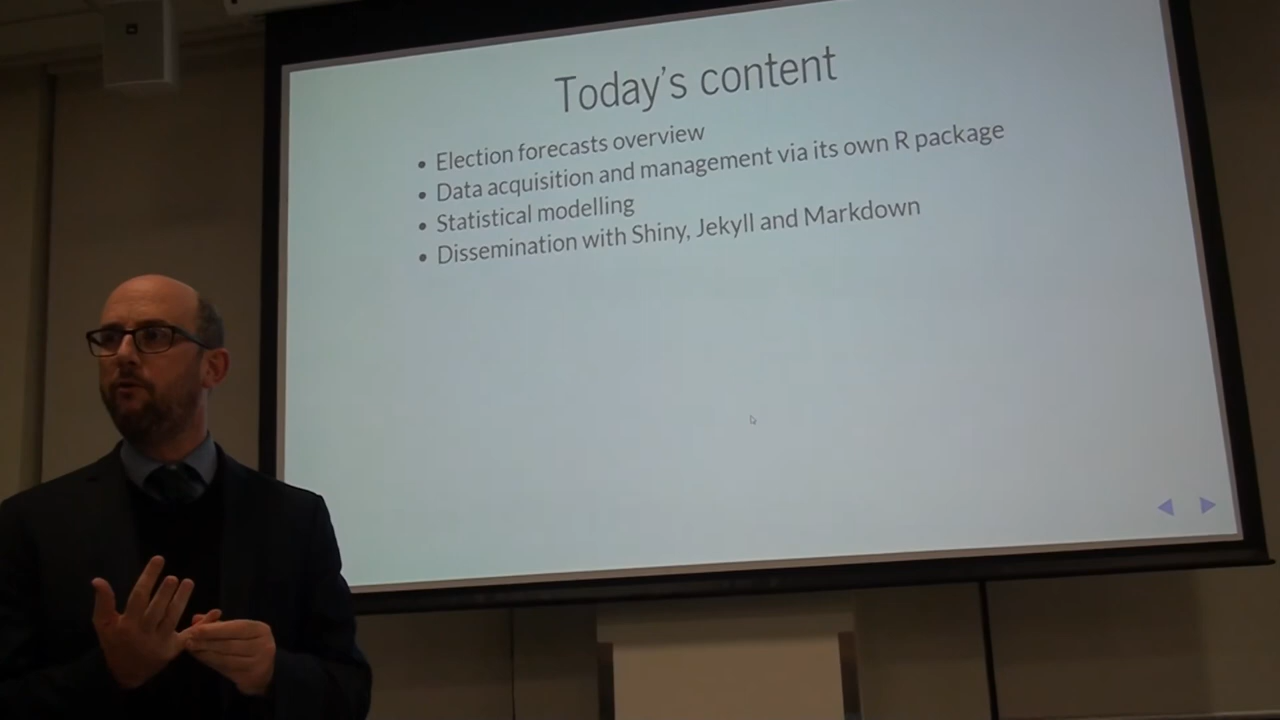 Today's content
• Election forecasts overview
• Data acquisition and management via its own R package
• Statistical modelling
• Dissemination with Shiny, Jekyll and Markdown